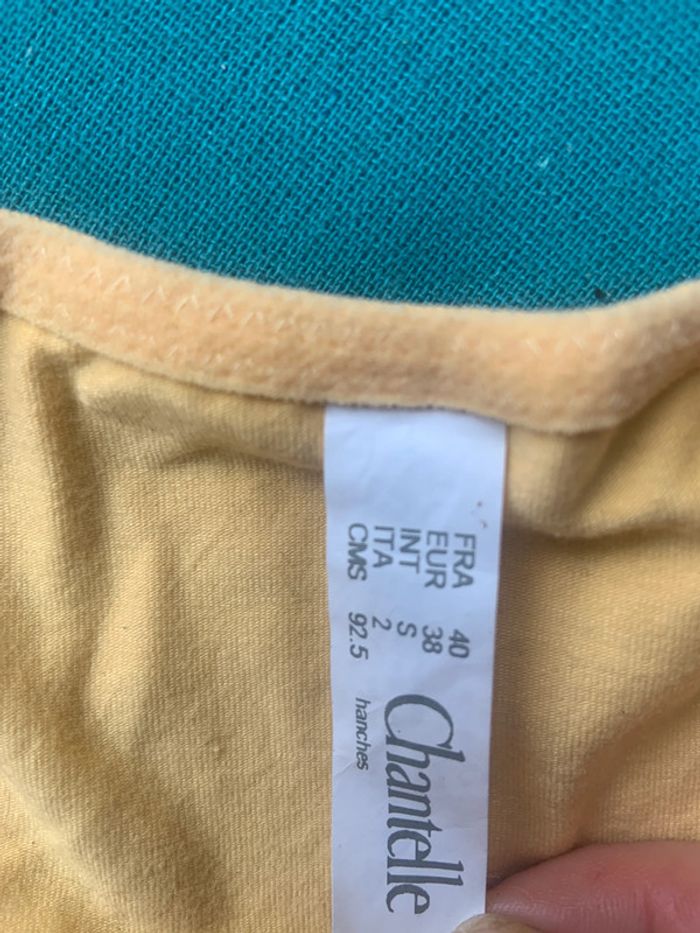 FRA 40
EUR 38
INT S
ITA 2
CMS 92.5 hanches
Chantelle